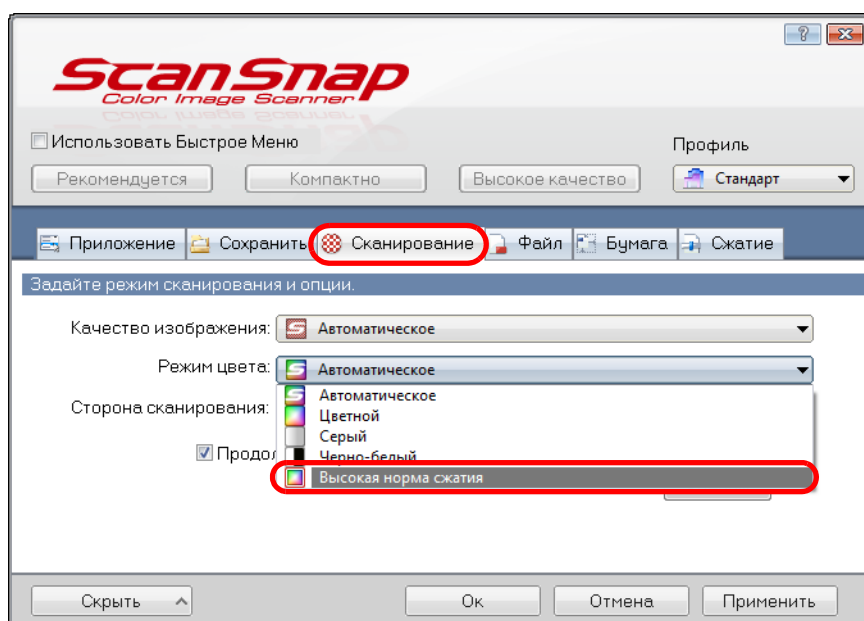 ScanSnap
Color Image Scanner
Использовать Быстрое Меню
Профиль
Рекомендуется Компактно Высокое качество Стандарт
Приложение Сохранить Сканирование Файл Бумага Сжатие
Задайте режим сканирования и опции.
Качество изображения: Автоматическое
Режим цвета: Автоматическое
Автоматическое
Сторона сканирования: Цветной
Серый
Черно-белый
Высокая норма сжатия
Скрыть Ок Отмена Применить